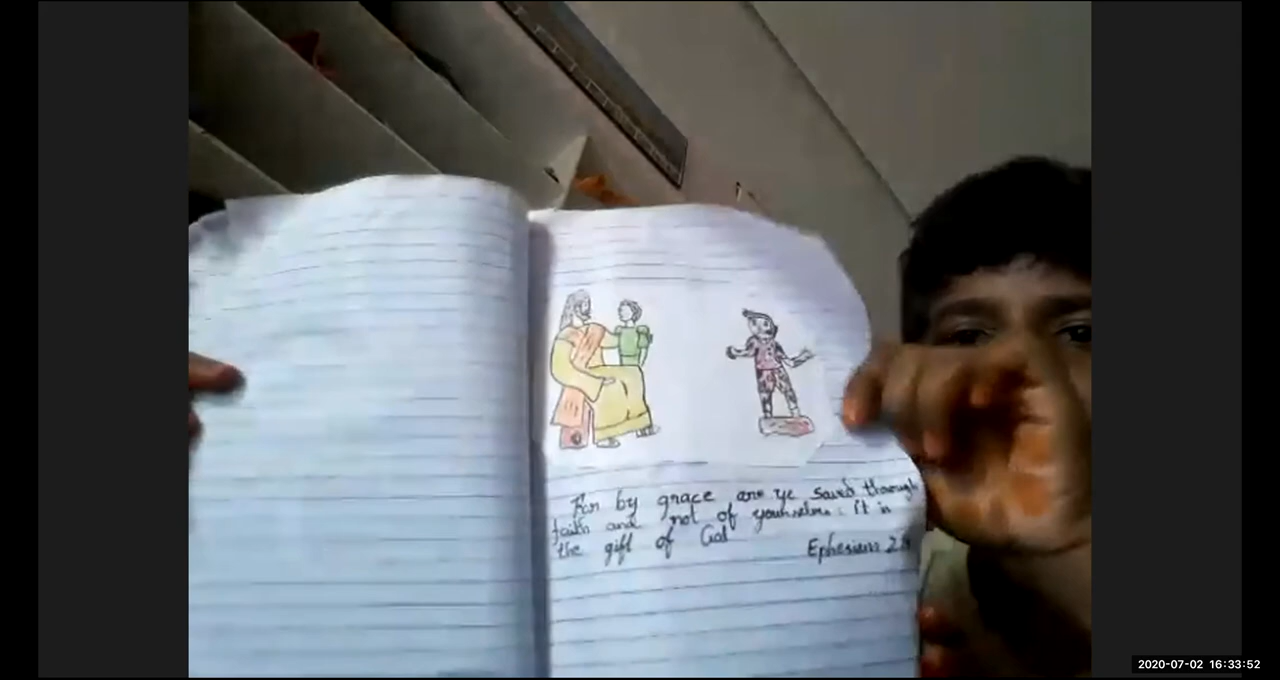 For by grace are ye saved through
faith and not of yourselves: it is
the gift of God
Ephesians 2:8
2020-07-02 16:33:52